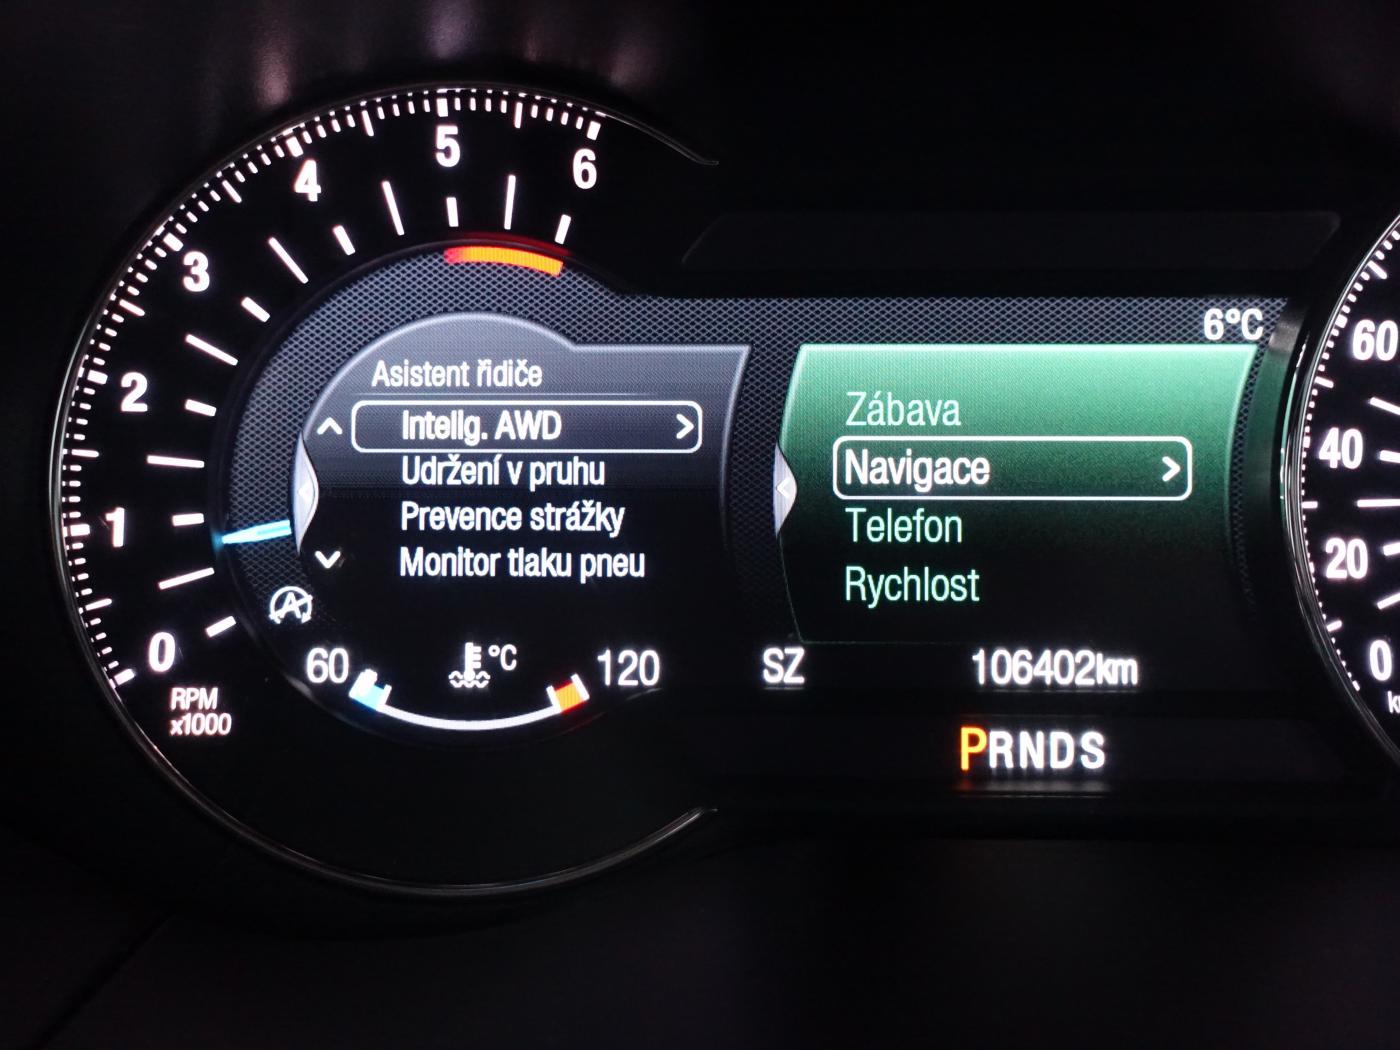 6
5
4
3
2
1
0
RPM
x1000
Asistent řidiče
Intelig. AWD
Udržení v pruhu
Prevence strážky
Monitor tlaku pneu
60
°C
120
6°C
Zábava
Navigace
Telefon
Rychlost
SZ
106402km
PRNDS
60
40
20
0